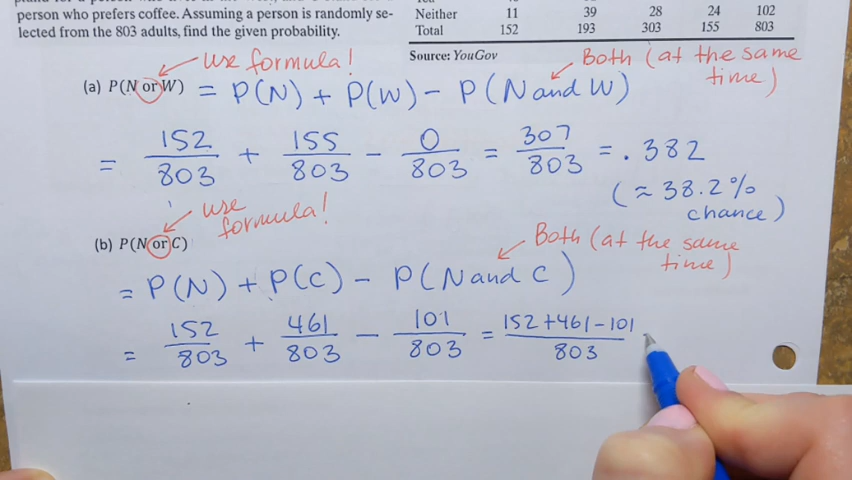 person who prefers coffee. Assuming a person is randomly se-
lected from the 803 adults, find the given probability.
Neither 11 39 28 24 102
Total 152 193 303 155 803
Source: YouGov
use formula!
Both (at the same time)
(a) P(N or W) = P(N) + P(W) - P(N and W)
= 152/803 + 155/803 - 0/803 = 307/803 = .382
(≈ 38.2% chance)
use formula!
(b) P(N or C)
Both (at the same time)
= P(N) + P(C) - P(N and C)
= 152/803 + 461/803 - 101/803 = 152+461-101/803